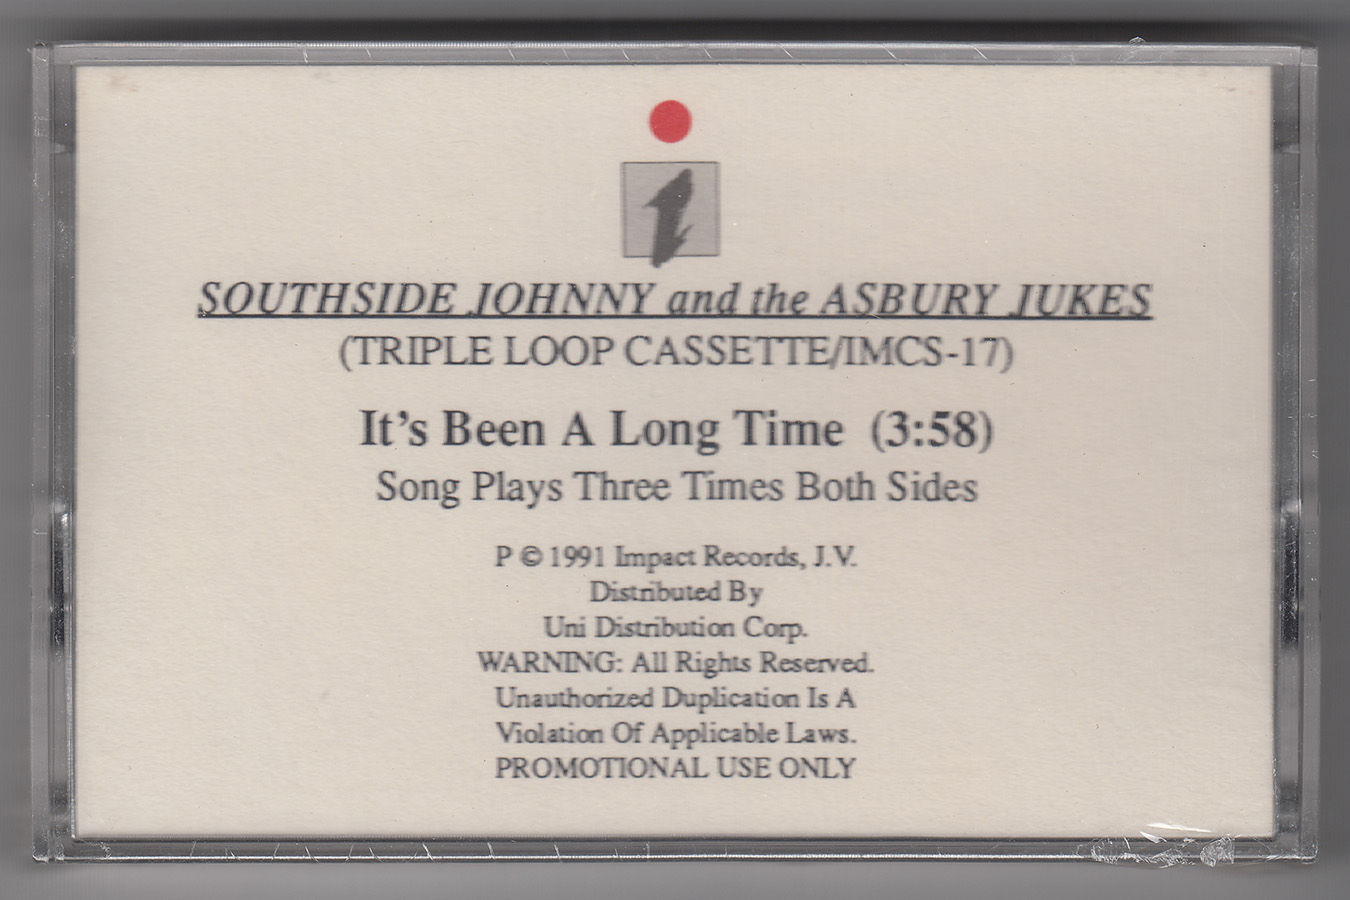 i
SOUTHSIDE JOHNNY and the ASBURY JUKES
(TRIPLE LOOP CASSETTE/IMCS-17)
It's Been A Long Time (3:58)
Song Plays Three Times Both Sides
P © 1991 Impact Records, J.V.
Distributed By
Uni Distribution Corp.
WARNING: All Rights Reserved.
Unauthorized Duplication Is A
Violation Of Applicable Laws.
PROMOTIONAL USE ONLY